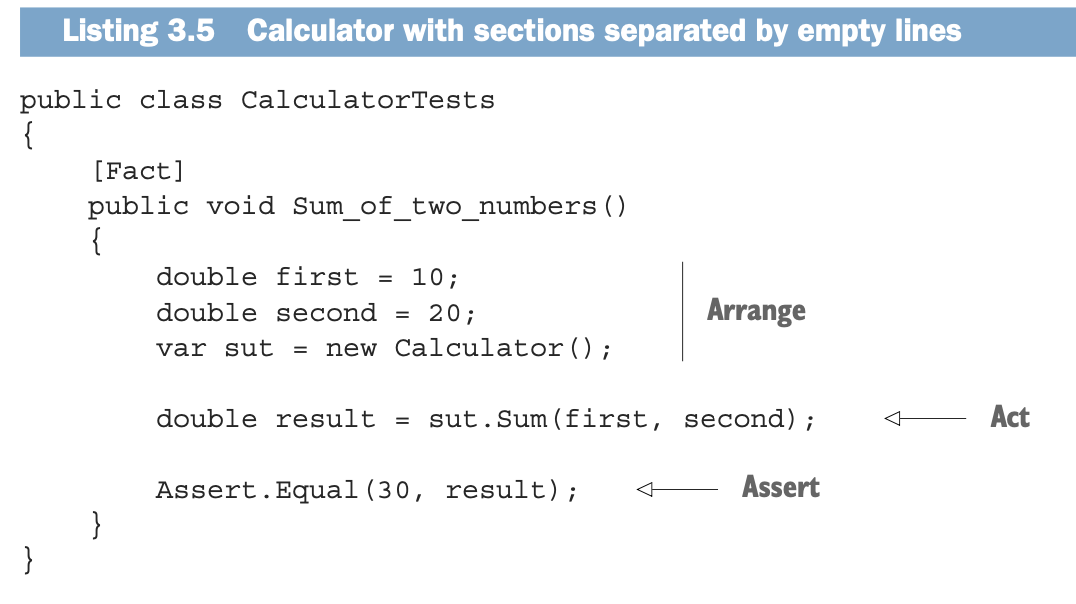 Listing 3.5 Calculator with sections separated by empty lines
public class CalculatorTests
{
[Fact]
public void Sum_of_two_numbers()
{
double first = 10;
double second = 20;
Arrange
var sut = new Calculator();
double result = sut.Sum(first, second);
Act
Assert.Equal(30, result);
Assert
}
}